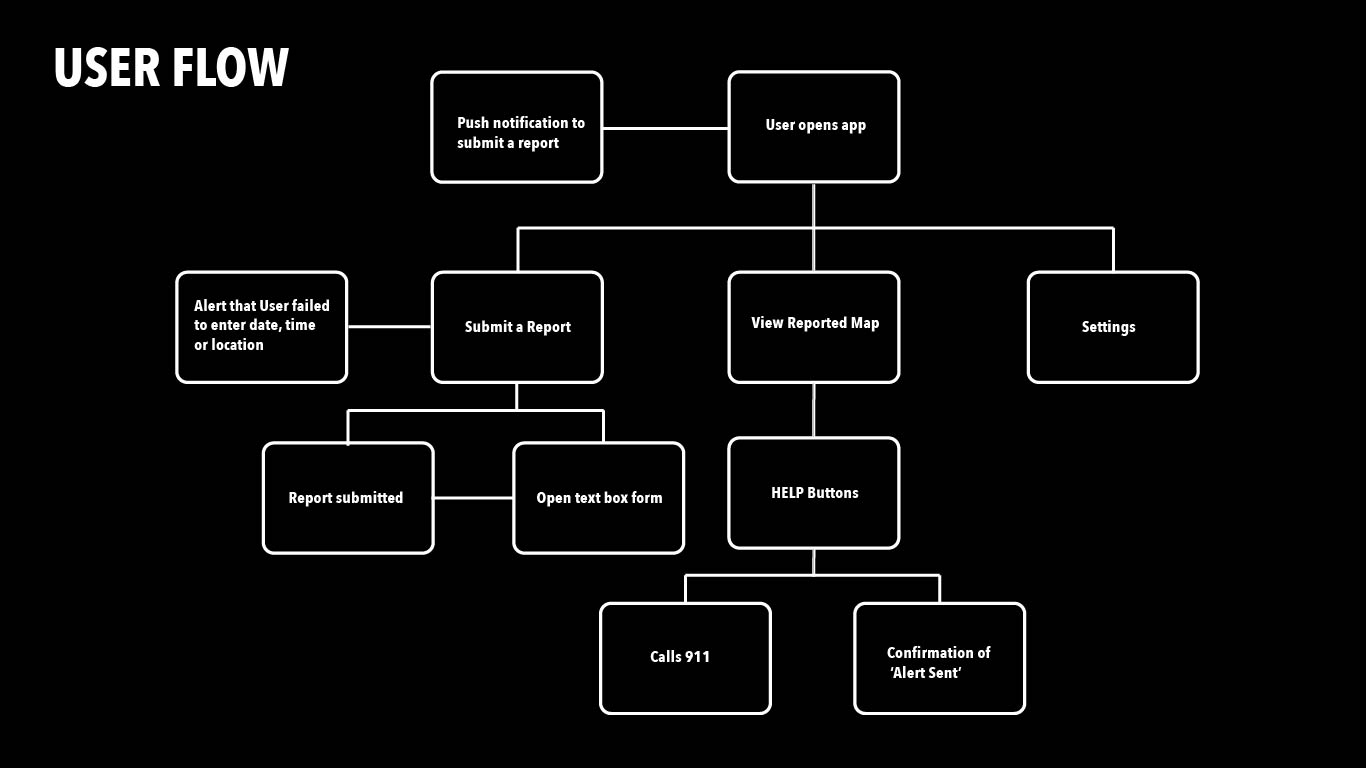 USER FLOW
Push notification to
submit a report
User opens app
Alert that User failed
to enter date, time
or location
Submit a Report
View Reported Map
Settings
Report submitted
Open text box form
HELP Buttons
Calls 911
Confirmation of
‘Alert Sent’